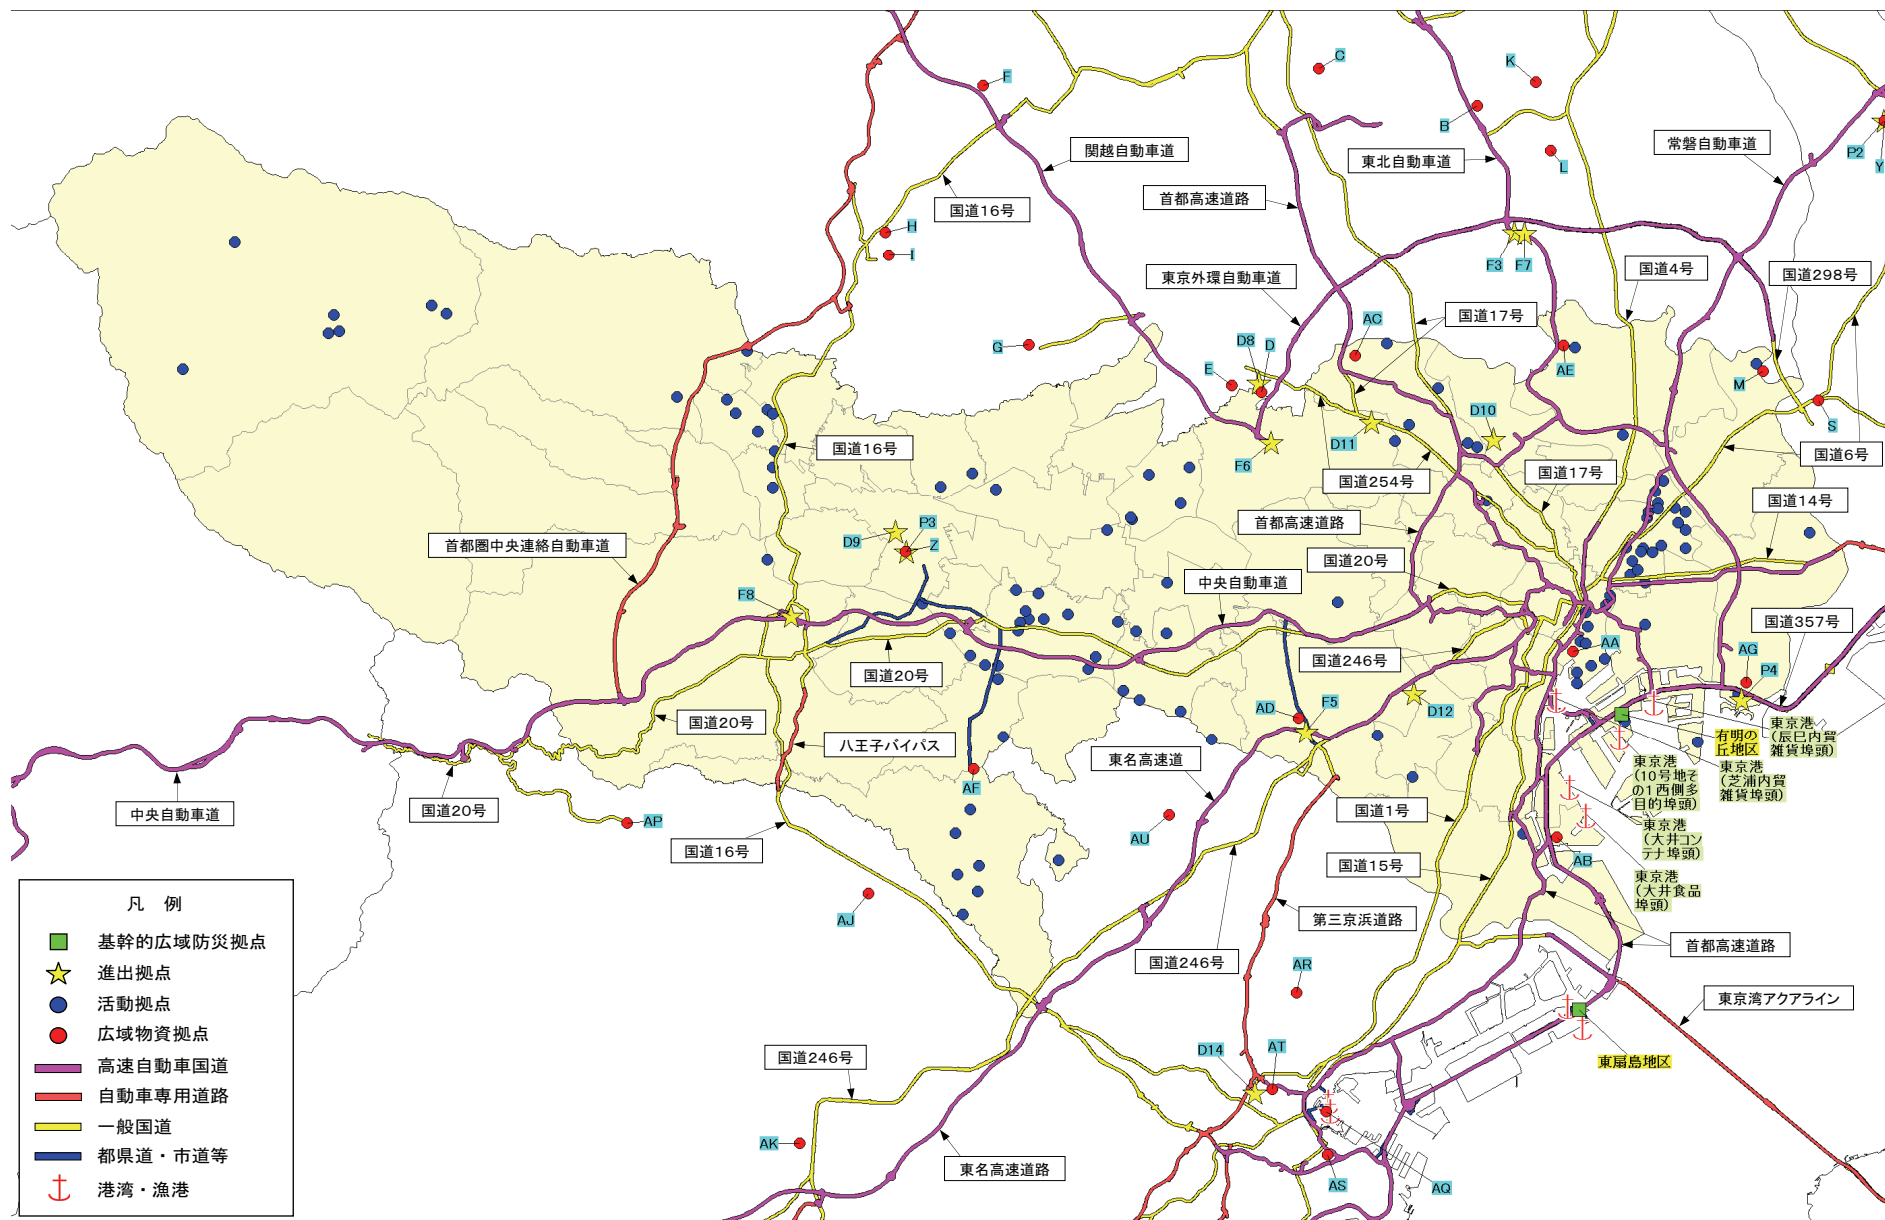 C
K
F
B
関越自動車道
東北自動車道
常磐自動車道
P2
L
Y
首都高速道路
国道16号
H
I
F3
F7
国道4号
国道298号
東京外環自動車道
国道17号
AC
G
D8
D
E
AE
M
D10
S
国道16号
D11
F6
国道6号
国道254号
国道17号
国道14号
首都高速道路
P3
D9
Z
首都圏中央連絡自動車道
国道20号
中央自動車道
F8
国道357号
AA
国道246号
AG
P4
国道20号
AD
F5
D12
国道20号
八王子バイパス
東名高速道
有明の
丘地区
東京港
(辰巳内貿
雑貨埠頭)
東京港
(芝浦内貿
雑貨埠頭)
東京港
(10号地そ
の1西側多
目的埠頭)
AF
中央自動車道
国道20号
AP
国道16号
AU
国道1号
東京港
(大井コン
テナ埠頭)
AB
国道15号
東京港
(大井食品
埠頭)
AJ
第三京浜道路
首都高速道路
国道246号
AR
東京湾アクアライン
国道246号
D14
AT
東扇島地区
AK
東名高速道路
AS
AQ
凡 例
基幹的広域防災拠点
進出拠点
活動拠点
広域物資拠点
高速自動車国道
自動車専用道路
一般国道
都県道・市道等
港湾・漁港